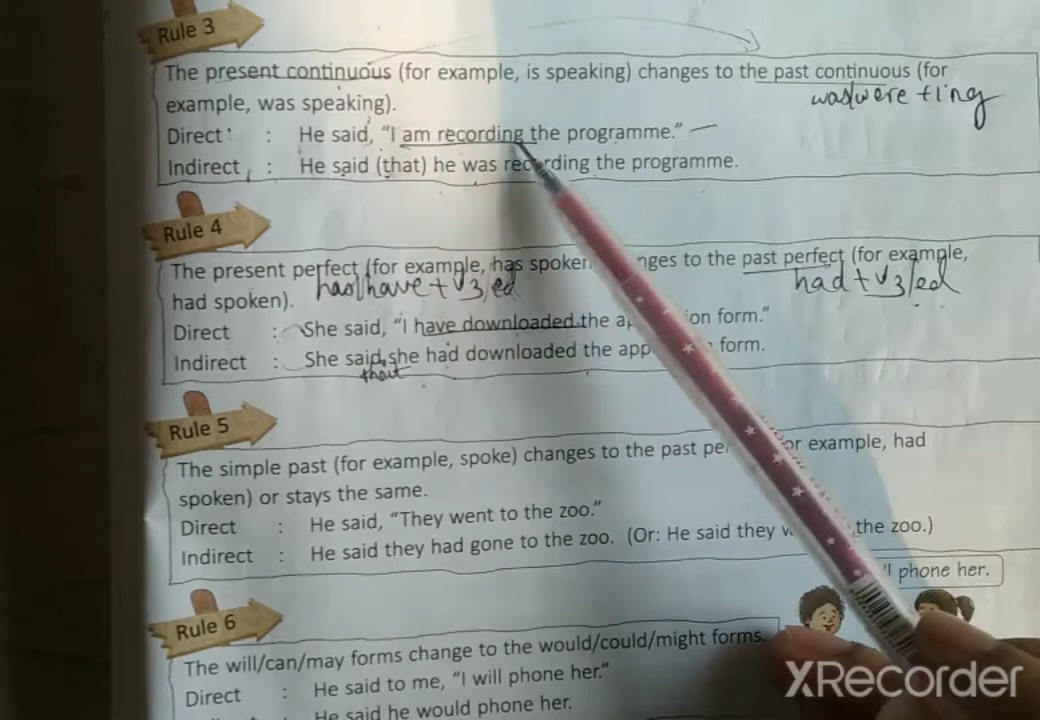 Rule 3
The present continuous (for example, is speaking) changes to the past continuous (for
example, was speaking).
was/were + ing
Direct : He said, “I am recording the programme.”
Indirect : He said (that) he was recording the programme.
Rule 4
The present perfect (for example, has spoken nges to the past perfect (for example,
had spoken).
has/have + V3/ed
had + V3/ed
Direct : She said, “I have downloaded the a ion form.”
Indirect : She said, she had downloaded the app form.
that
Rule 5
The simple past (for example, spoke) changes to the past pe or example, had
spoken) or stays the same.
Direct : He said, “They went to the zoo.”
Indirect : He said they had gone to the zoo. (Or: He said they the zoo.)
phone her.
Rule 6
The will/can/may forms change to the would/could/might forms.
Direct : He said to me, “I will phone her.”
He said he would phone her.
XRecorder